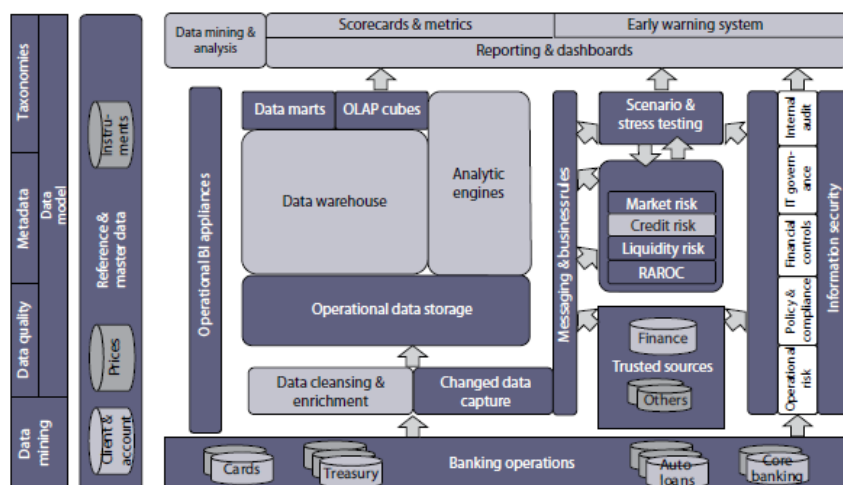 Data mining &
analysis
Scorecards & metrics
Early warning system
Reporting & dashboards
Taxonomies
Metadata
Data quality
Data
mining
Data
model
Instru-
ments
Reference &
master data
Prices
Client &
account
Operational BI appliances
Data marts
OLAP cubes
Data warehouse
Analytic
engines
Operational data storage
Data cleansing &
enrichment
Changed data
capture
Messaging & business rules
Scenario &
stress testing
Market risk
Credit risk
Liquidity risk
RAROC
Finance
Trusted sources
Others
Internal
audit
IT govern-
ance
Financial
controls
Policy &
compliance
Operational
risk
Information security
Banking operations
Cards
Treasury
Auto
loans
Core
banking